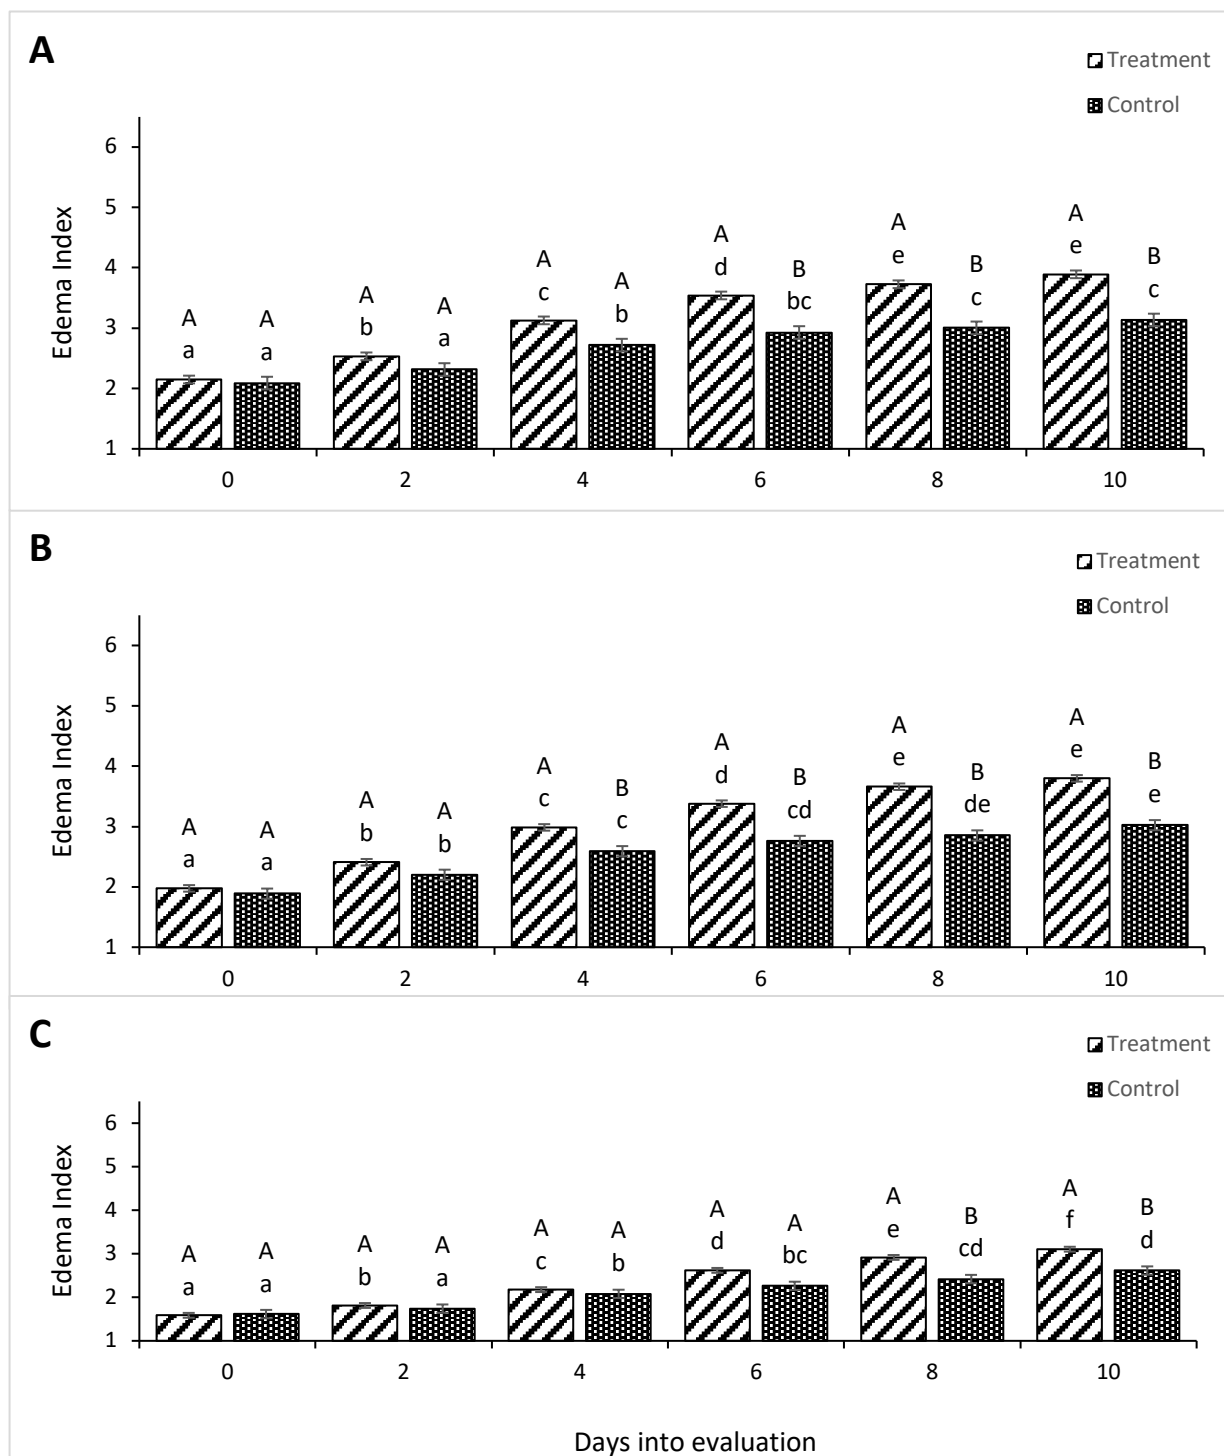 A
Treatment
Control
Edema Index
6
5
4
3
2
1
A A A A A A A B A B A B
a a b a c b d bc e c e c
0 2 4 6 8 10
B
Treatment
Control
Edema Index
6
5
4
3
2
1
A A A A A B A B A B A B
a a b b c c d cd e de e e
0 2 4 6 8 10
C
Treatment
Control
Edema Index
6
5
4
3
2
1
A A A A A A A A A B A B
a a b a c b d bc e cd f d
0 2 4 6 8 10
Days into evaluation